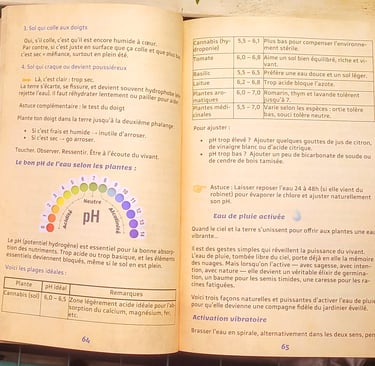 3. Sol qui colle aux doigts
Oui, s'il colle, c'est qu'il est encore humide à cœur.
Par contre, si c'est juste en surface que ça colle et que plus bas
c'est sec = méfiance, surtout en plein été.
4. Sol qui craque ou devient poussiéreux
Là, c'est clair : trop sec.
La terre s'écarte, se fissure, et devient souvent hydrophobe
rejette l'eau). Il faut réhydrater lentement ou pailler pour aider
Astuce complémentaire : le test du doigt
Plante ton doigt dans la terre jusqu'à la deuxième phalange
• Si c'est frais et humide → inutile d'arroser.
• Si c'est sec → go arroser.
Toucher. Observer. Ressentir. Être à l'écoute du vivant.
Le bon pH de l'eau selon les plantes :
Neutre
Acidité
Alcalinité
pH
0 1 2 3 4 5 6 7 8 9 10 11 12 13 14
Le pH (potentiel hydrogène) est essentiel pour la bonne absorp-
tion des nutriments. Trop acide ou trop basique, et les éléments
essentiels deviennent bloqués, même si le sol est plein.
Voici les plages idéales :
Plante pH idéal Remarques
Cannabis (sol) 6,0 – 6,5 Zone légèrement acide idéale pour l'ab-
sorption du calcium, magnésium, fer,
etc.
64
Cannabis (hy-
droponie) 5,5 – 6,1 Plus bas pour compenser l'environne-
ment stérile.
Tomate 6,0 – 6,8 Aime un sol bien équilibré, riche et vi-
vant.
Basilic 5,5 – 6,5 Préfère une eau douce et un sol léger.
Laitue 6,2 – 6,8 Trop acide bloque l'azote.
Plantes aro-
matiques 6,0 – 7,0 Romarin, thym et lavande tolèrent
jusqu'à 7.
Plantes médi-
cinales 5,5 – 7,0 Varie selon les espèces : ortie tolère
bas, souci tolère neutre.
Pour ajuster :
• pH trop élevé ? Ajouter quelques gouttes de jus de citron,
de vinaigre blanc ou d'acide citrique.
• pH trop bas ? Ajouter un peu de bicarbonate de soude ou
de cendre de bois tamisée.
Astuce : Laisser reposer l'eau 24 à 48h (si elle vient du
robinet) pour évaporer le chlore et ajuster naturellement
son pH.
Eau de pluie activée
Quand le ciel et la terre s'unissent pour offrir aux plantes une eau
vibrante...
Il est des gestes simples qui réveillent la puissance du vivant.
L'eau de pluie, tombée libre du ciel, porte déjà en elle la mémoire
des nuages. Mais lorsqu'on l'active — avec sagesse, avec inten-
tion, avec nature — elle devient un véritable élixir de germina-
tion, un baume pour les semis timides, une caresse pour les ra-
cines fatiguées.
Voici trois façons naturelles et puissantes d'activer l'eau de pluie
pour qu'elle devienne une compagne fidèle du jardinier éveillé.
Activation vibratoire
Brasser l'eau en spirale, alternativement dans les deux sens,
65